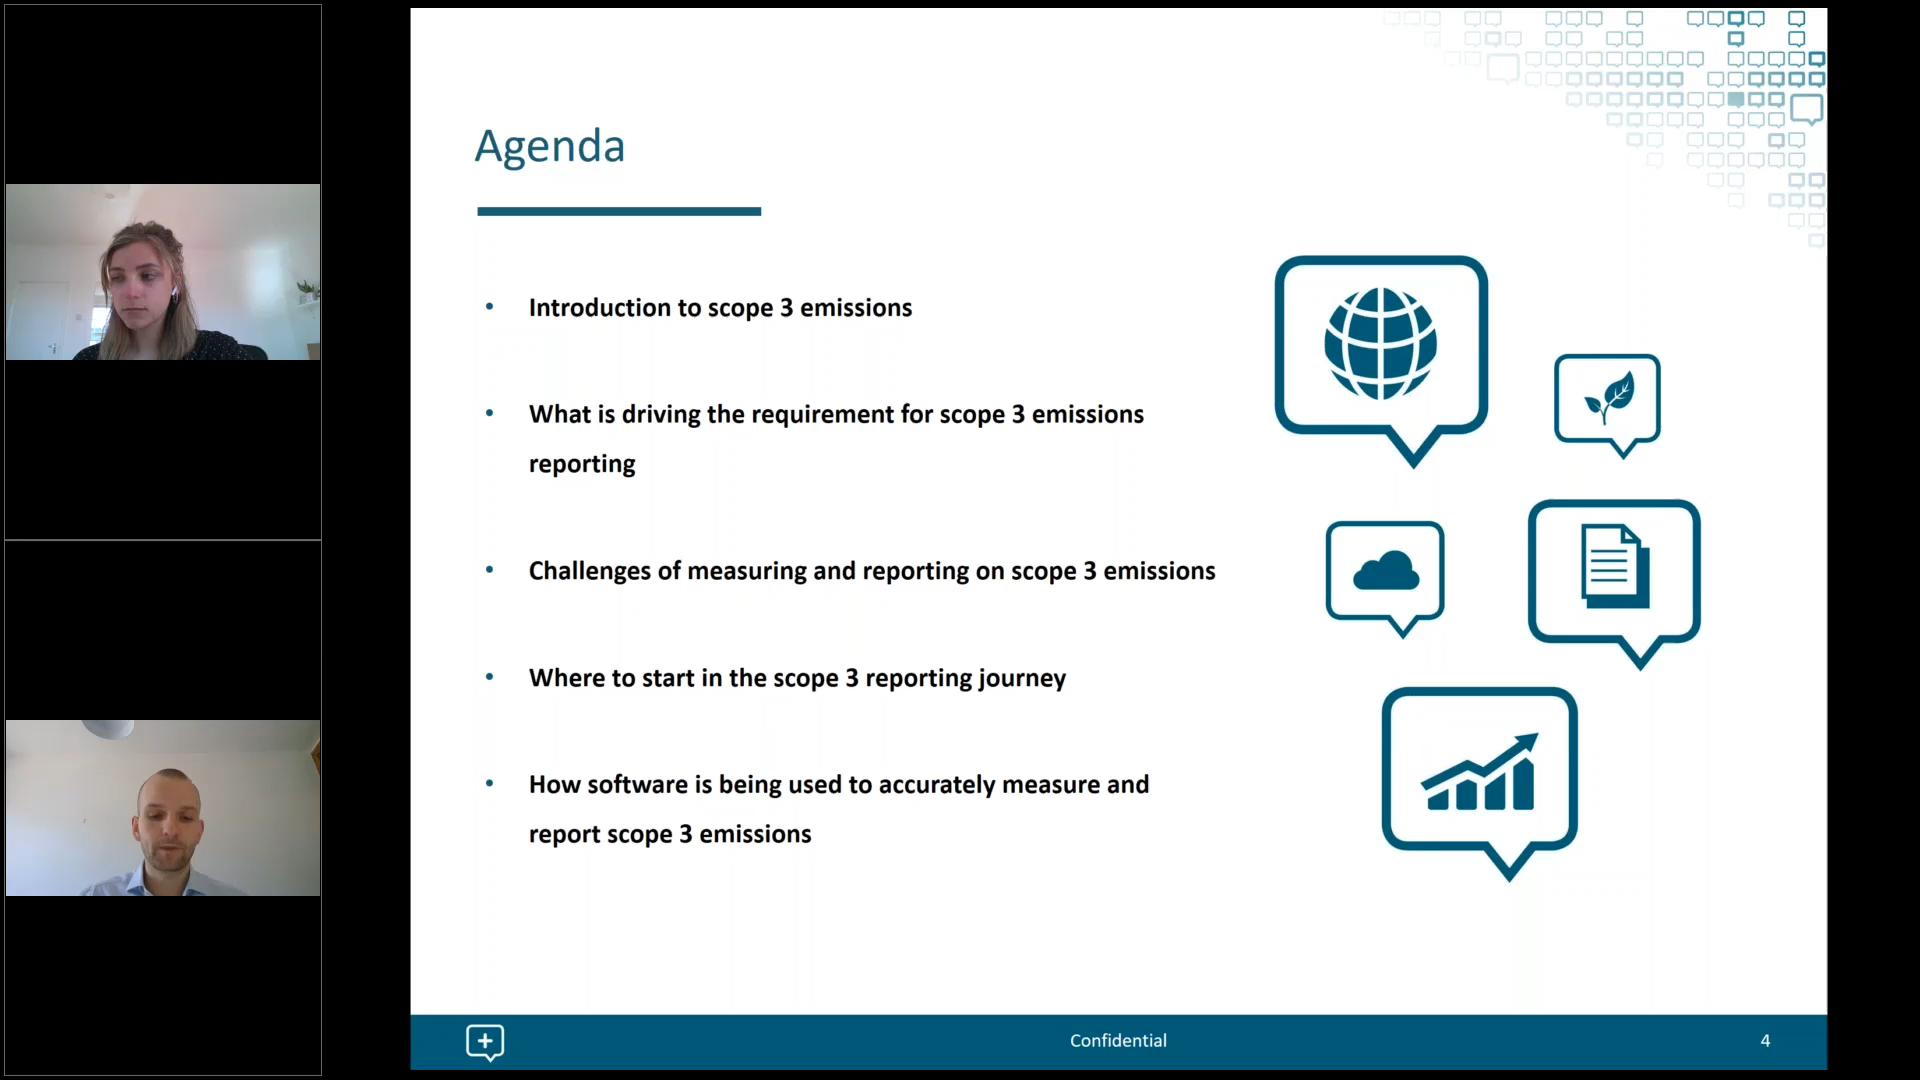 Agenda
• Introduction to scope 3 emissions
• What is driving the requirement for scope 3 emissions
reporting
• Challenges of measuring and reporting on scope 3 emissions
• Where to start in the scope 3 reporting journey
• How software is being used to accurately measure and
report scope 3 emissions
Confidential
4